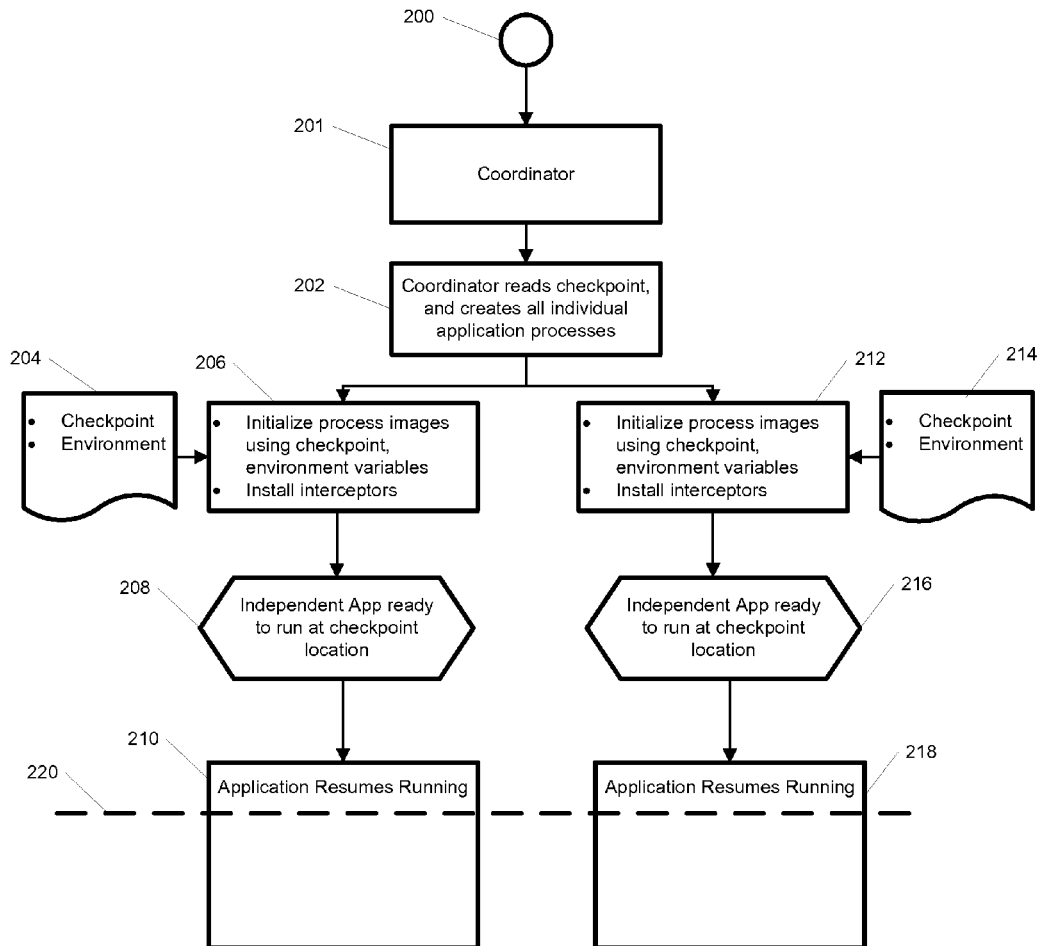 200
201
Coordinator
202
Coordinator reads checkpoint,
and creates all individual
application processes
204
206
212
214
• Checkpoint
• Environment
• Initialize process images
using checkpoint,
environment variables
• Install interceptors
• Initialize process images
using checkpoint,
environment variables
• Install interceptors
• Checkpoint
• Environment
208
Independent App ready
to run at checkpoint
location
Independent App ready
to run at checkpoint
location
216
210
Application Resumes Running
Application Resumes Running
218
220